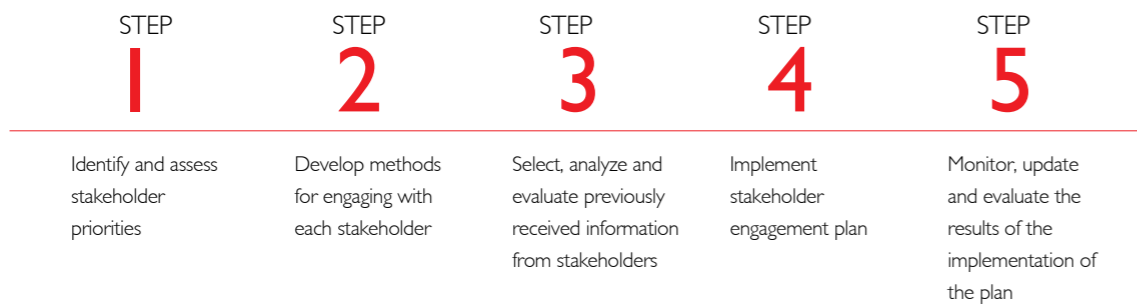 STEP
1
Identify and assess
stakeholder
priorities
STEP
2
Develop methods
for engaging with
each stakeholder
STEP
3
Select, analyze and
evaluate previously
received information
from stakeholders
STEP
4
Implement
stakeholder
engagement plan
STEP
5
Monitor, update
and evaluate the
results of the
implementation of
the plan